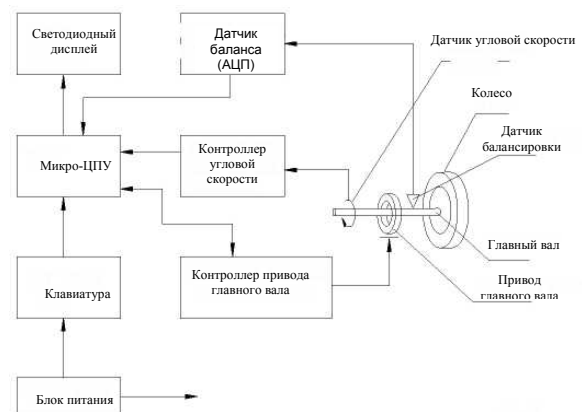 Светодиодный
дисплей
Датчик
баланса
(АЦП)
Датчик угловой скорости
Колесо
Датчик
балансировки
Микро-ЦПУ
Контроллер
угловой
скорости
Главный вал
Контроллер привода
главного вала
Привод
главного вала
Клавиатура
Блок питания